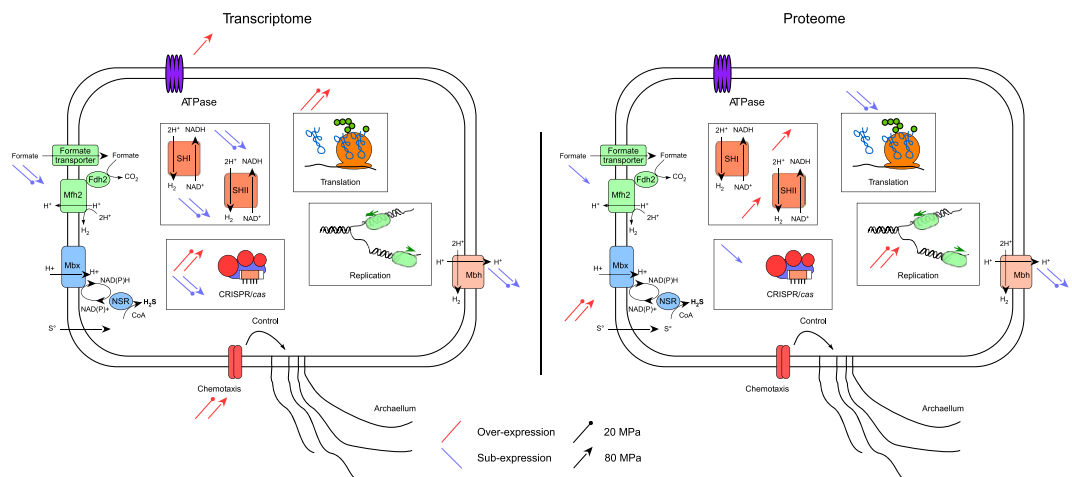 Transcriptome
ATPase
2H⁺ NADH
SHI
H₂ NAD⁺
2H⁺ NADH
SHII
H₂ NAD⁺
Translation
Formate
Formate
transporter
Formate
Fdh2
CO₂
Mfh2
H⁺
H⁺
2H⁺
H₂
Replication
CRISPR/cas
Mbx
H+
H+
NAD(P)H
NSR
H₂S
NAD(P)+
CoA
S°
2H⁺
H⁺
H⁺
Mbh
H₂
Control
Chemotaxis
Archaellum
Proteome
ATPase
2H⁺ NADH
SHI
H₂ NAD⁺
2H⁺ NADH
SHII
H₂ NAD⁺
Translation
Formate
Formate
transporter
Formate
Fdh2
CO₂
Mfh2
H⁺
H⁺
2H⁺
H₂
Replication
CRISPR/cas
Mbx
H+
H+
NAD(P)H
NSR
H₂S
NAD(P)+
CoA
S°
S°
2H⁺
H⁺
H⁺
Mbh
H₂
Control
Chemotaxis
Archaellum
Over-expression
20 MPa
Sub-expression
80 MPa